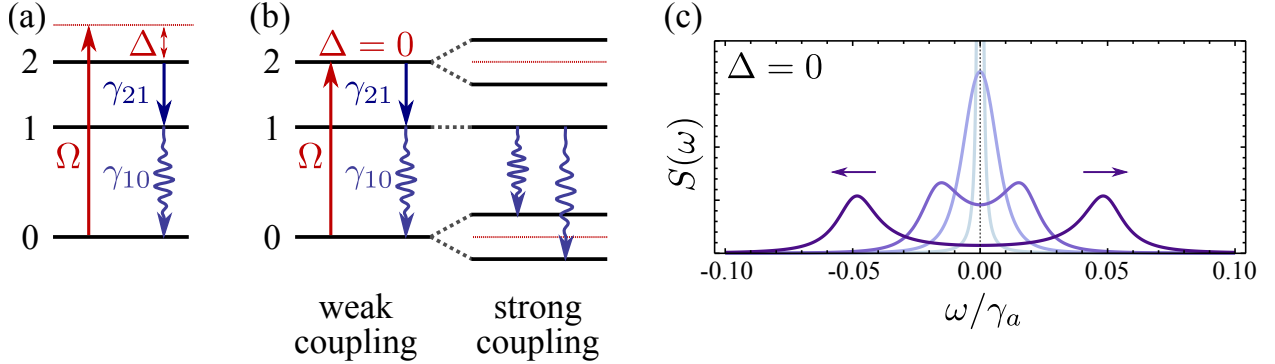 (a)
Δ
2
γ21
1
Ω
γ10
0
(b)
Δ = 0
2
γ21
1
Ω
γ10
0
weak
coupling
strong
coupling
(c)
Δ = 0
S(ω)
-0.10 -0.05 0.00 0.05 0.10
ω/γa